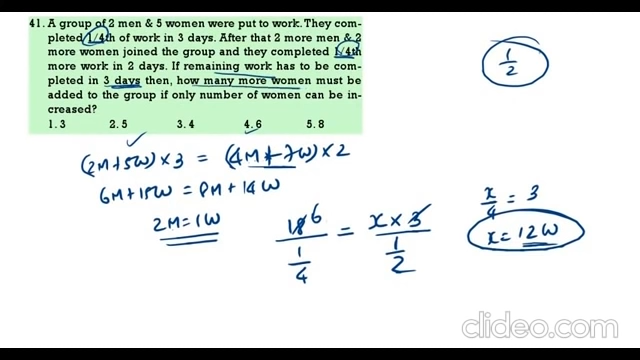 41. A group of 2 men & 5 women were put to work. They com-
pleted 1/4th of work in 3 days. After that 2 more men & 2
more women joined the group and they completed 1/4th
more work in 2 days. If remaining work has to be com-
pleted in 3 days then, how many more women must be
added to the group if only number of women can be in-
creased?
1. 3 2. 5 3. 4 4. 6 5. 8
1/2
(2M+5W)×3 = (4M+7W)×2
6M+15W = 8M+14W
2M=1W
18 6 / 1/4 = x×3 / 1/2
x/4 = 3
x=12W
clideo.com